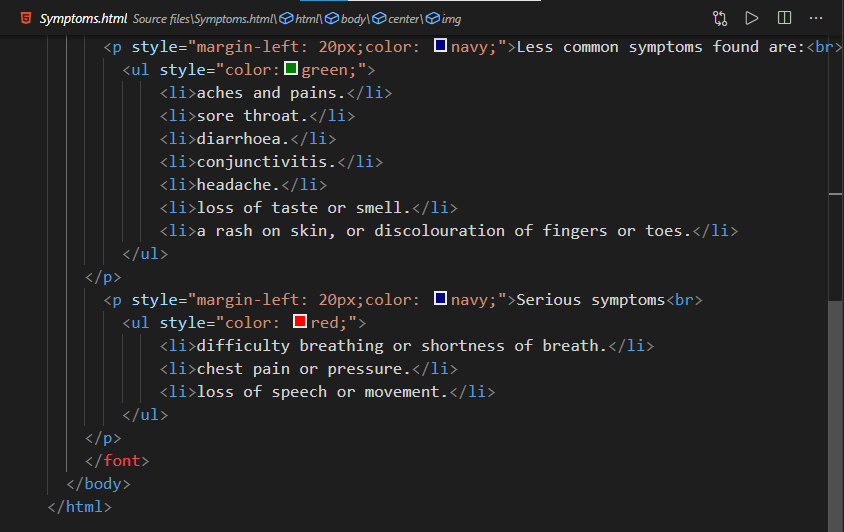 Symptoms.html Source files\Symptoms.html\html\body\center\img
<p style="margin-left: 20px;color: navy;">Less common symptoms found are:<br>
<ul style="color:green;">
<li>aches and pains.</li>
<li>sore throat.</li>
<li>diarrhoea.</li>
<li>conjunctivitis.</li>
<li>headache.</li>
<li>loss of taste or smell.</li>
<li>a rash on skin, or discolouration of fingers or toes.</li>
</ul>
</p>
<p style="margin-left: 20px;color: navy;">Serious symptoms<br>
<ul style="color: red;">
<li>difficulty breathing or shortness of breath.</li>
<li>chest pain or pressure.</li>
<li>loss of speech or movement.</li>
</ul>
</p>
</font>
</body>
</html>